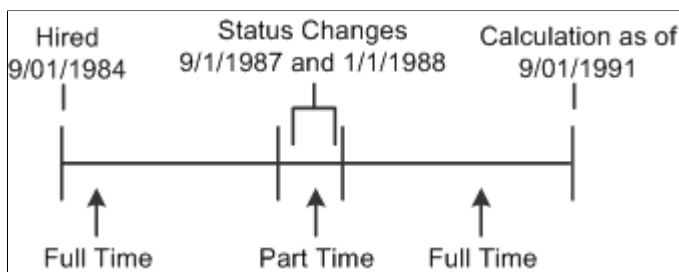 Hired
9/01/1984
Status Changes
9/1/1987 and 1/1/1988
Calculation as of
9/01/1991
Full Time
Part Time
Full Time